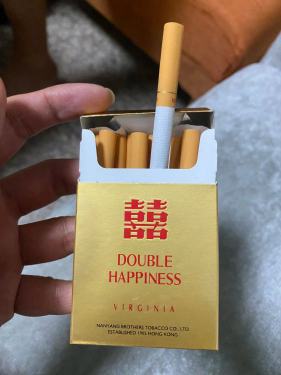 囍
DOUBLE
HAPPINESS
VIRGINIA
NANYANG BROTHERS TOBACCO CO., LTD.
ESTABLISHED 1905 HONG KONG